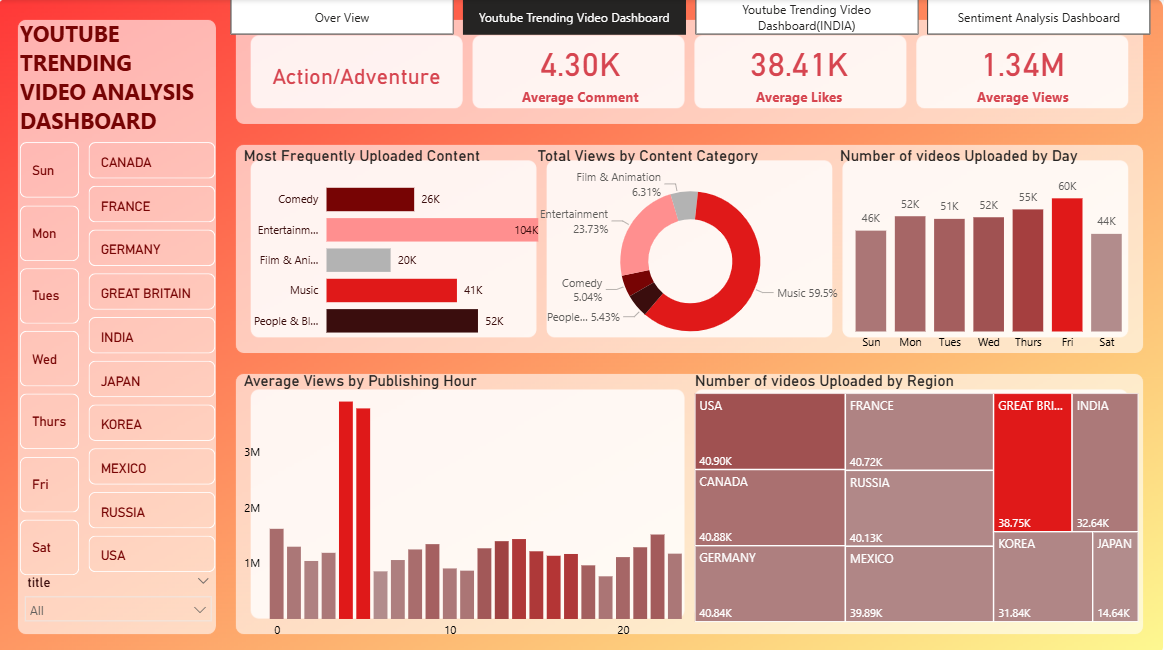 Over View
Youtube Trending Video Dashboard
Youtube Trending Video
Dashboard(INDIA)
Sentiment Analysis Dashboard
YOUTUBE
TRENDING
VIDEO ANALYSIS
DASHBOARD
Action/Adventure
4.30K
Average Comment
38.41K
Average Likes
1.34M
Average Views
Sun
Mon
Tues
Wed
Thurs
Fri
Sat
CANADA
FRANCE
GERMANY
GREAT BRITAIN
INDIA
JAPAN
KOREA
MEXICO
RUSSIA
USA
title
All
Most Frequently Uploaded Content
Comedy 26K
Entertainm... 104K
Film & Ani... 20K
Music 41K
People & Bl... 52K
Total Views by Content Category
Film & Animation
6.31%
Entertainment
23.73%
Comedy
5.04%
People... 5.43%
Music 59.5%
Number of videos Uploaded by Day
46K 52K 51K 52K 55K 60K 44K
Sun Mon Tues Wed Thurs Fri Sat
Average Views by Publishing Hour
3M
2M
1M
0 10 20
Number of videos Uploaded by Region
USA
40.90K
CANADA
40.88K
GERMANY
40.84K
FRANCE
40.72K
RUSSIA
40.13K
MEXICO
39.89K
GREAT BRI...
38.75K
INDIA
32.64K
KOREA
31.84K
JAPAN
14.64K